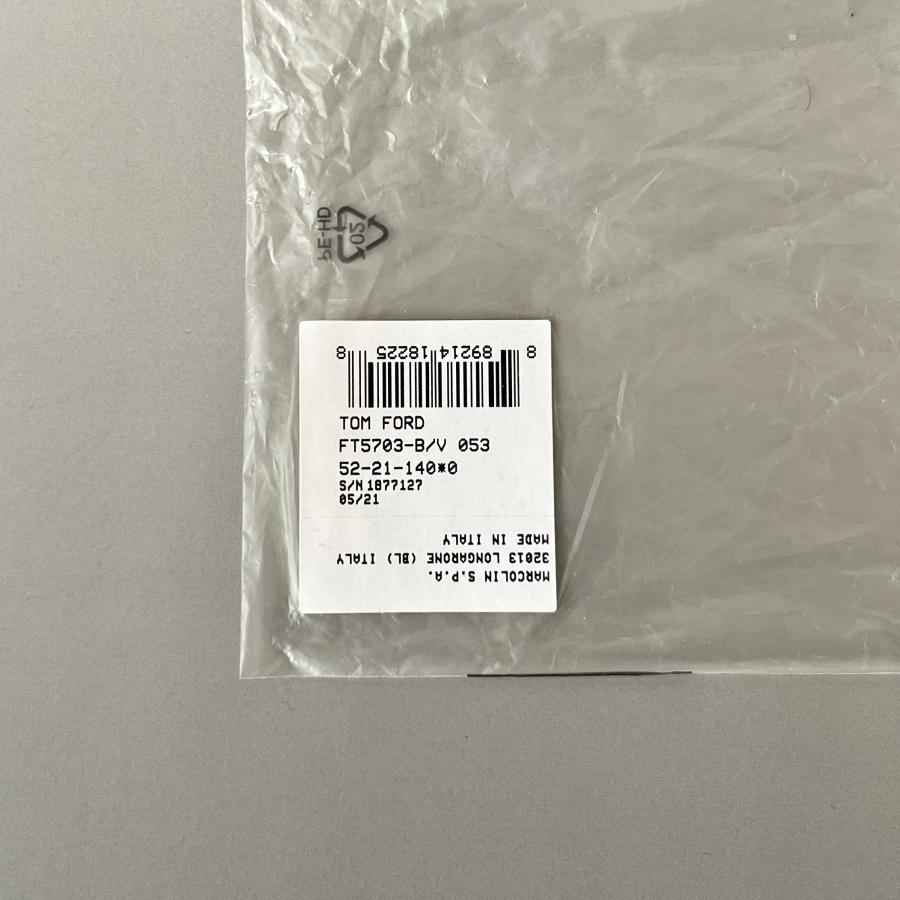 PE-HD
02
8 89214 18225 8
TOM FORD
FT5703-B/V 053
52-21-140*0
S/N 1877127
05/21
MARCOLIN S.P.A.
32013 LONGARONE (BL) ITALY
MADE IN ITALY